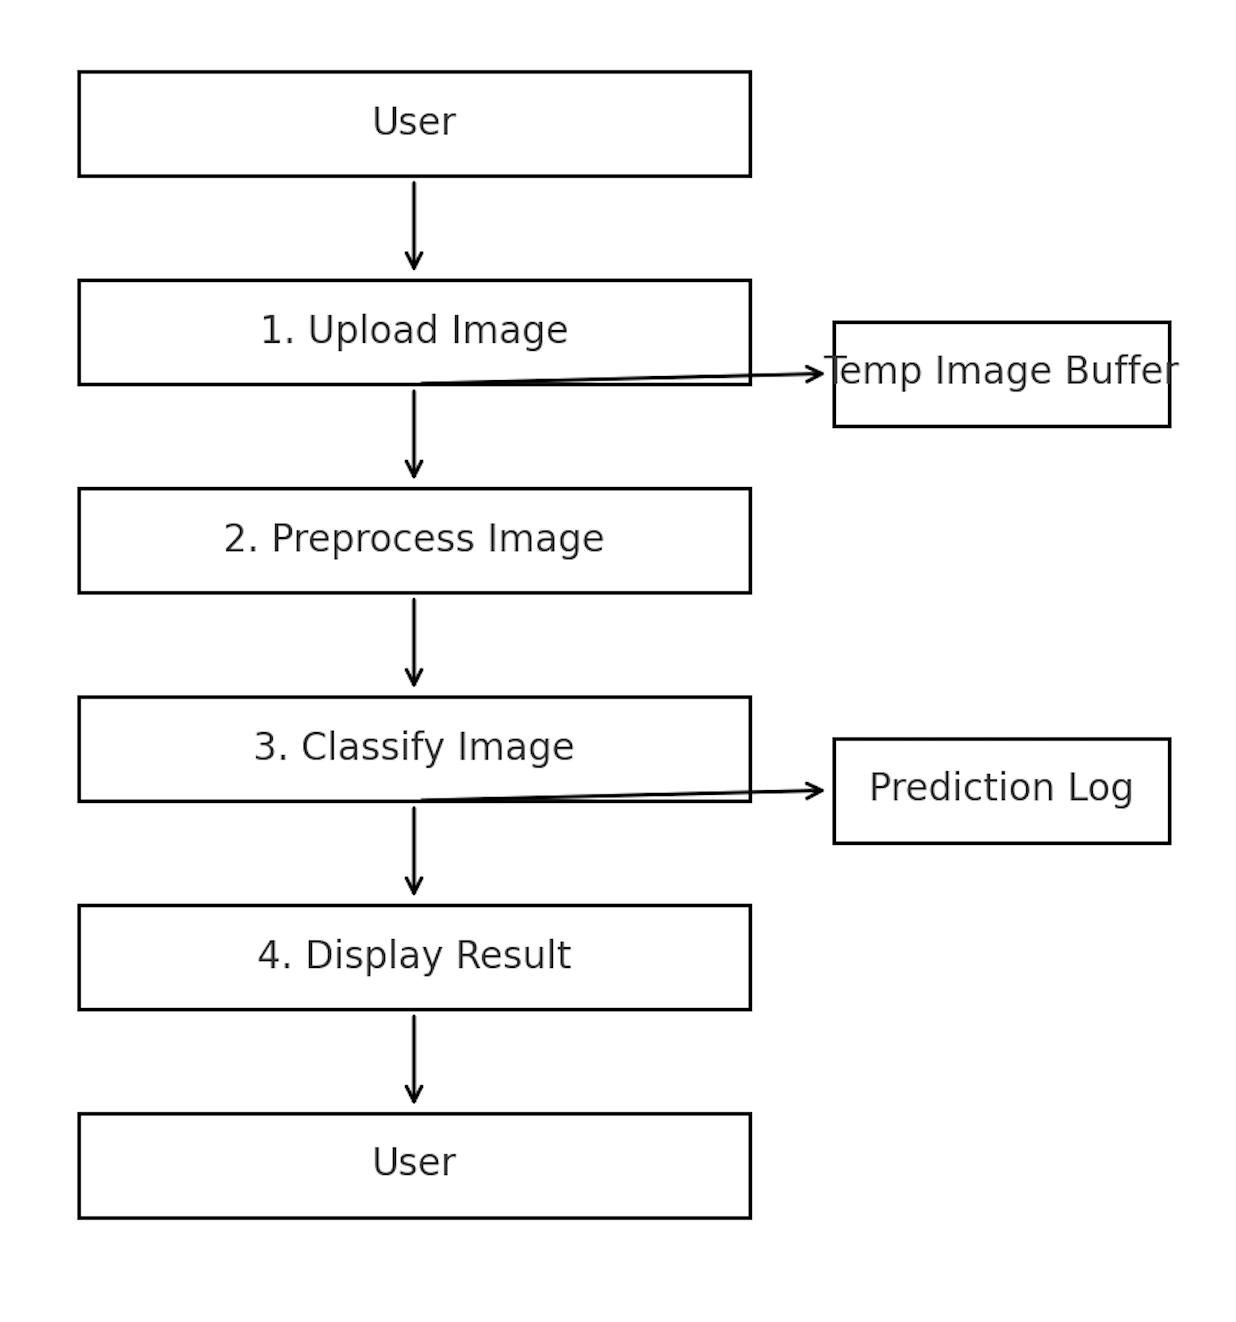 User
1. Upload Image
Temp Image Buffer
2. Preprocess Image
3. Classify Image
Prediction Log
4. Display Result
User